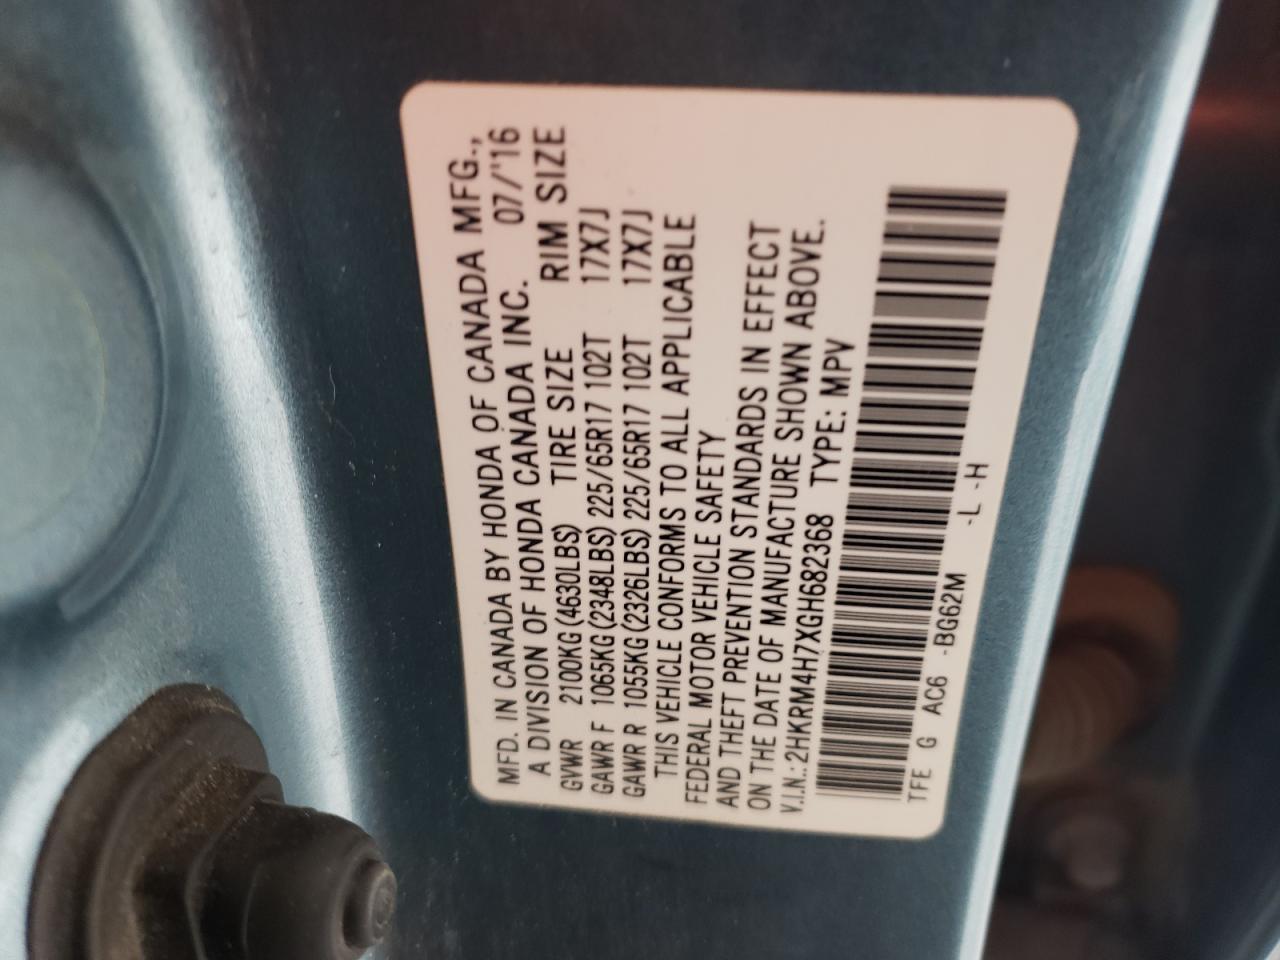 MFD. IN CANADA BY HONDA OF CANADA MFG.,
A DIVISION OF HONDA CANADA INC. 07/'16
TIRE SIZE RIM SIZE
GVWR 2100KG (4630LBS)
GAWR F 1065KG (2348LBS) 225/65R17 102T 17X7J
GAWR R 1055KG (2326LBS) 225/65R17 102T 17X7J
THIS VEHICLE CONFORMS TO ALL APPLICABLE
FEDERAL MOTOR VEHICLE SAFETY
AND THEFT PREVENTION STANDARDS IN EFFECT
ON THE DATE OF MANUFACTURE SHOWN ABOVE.
V.I.N.:2HKRM4H7XGH682368 TYPE: MPV
TFE G AC6 -BG62M -L -H